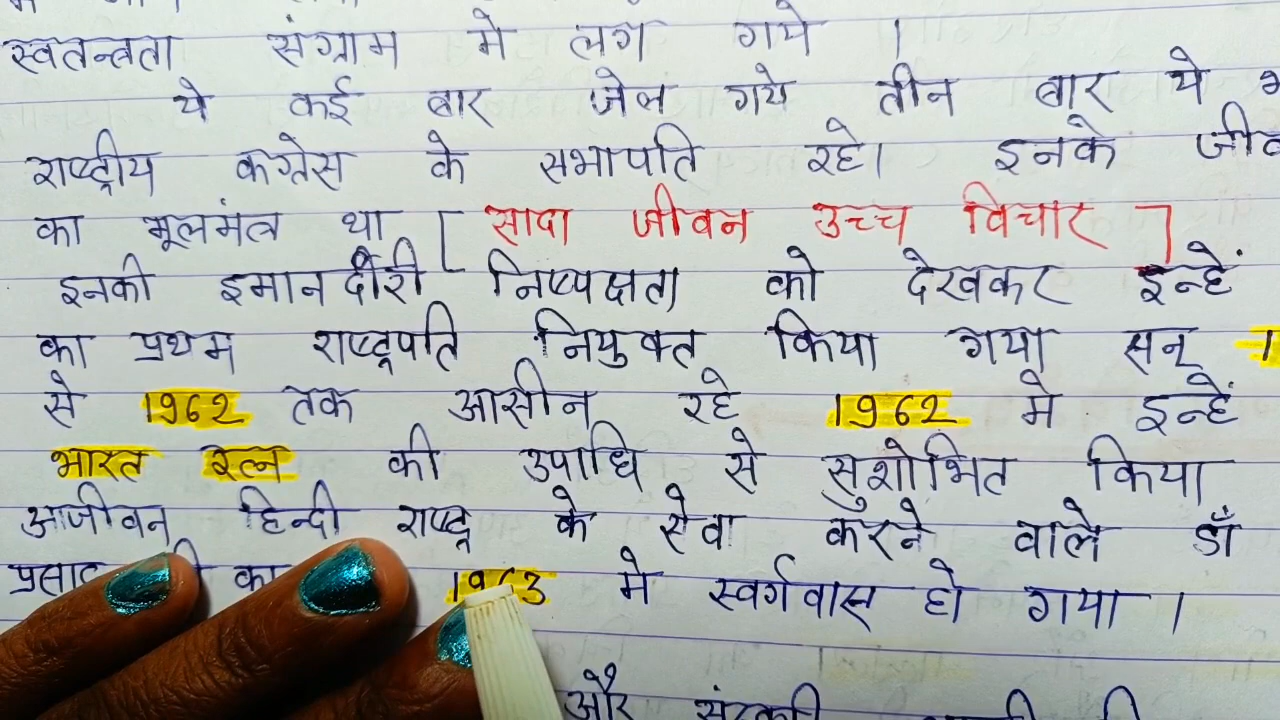 स्वतन्त्रता संग्राम मे लग गये ।
ये कई बार जेल गये तीन बार ये
राष्ट्रीय कग्रेस के सभापति रहे। इनके जीव
का मूलमंत्र था [ सादा जीवन उच्च विचार ]
इनकी इमानदारी निष्पक्षता को देखकर इन्हें
का प्रथम राष्ट्रपति नियुक्त किया गया सन् 1
से 1962 तक आसीन रहे 1962 मे इन्हें
भारत रत्न की उपाधि से सुशोभित किया
आजीवन हिन्दी राष्ट्र के सेवा करने वाले डॉ
प्रसाद का 1963 मे स्वर्गवास हो गया ।
और